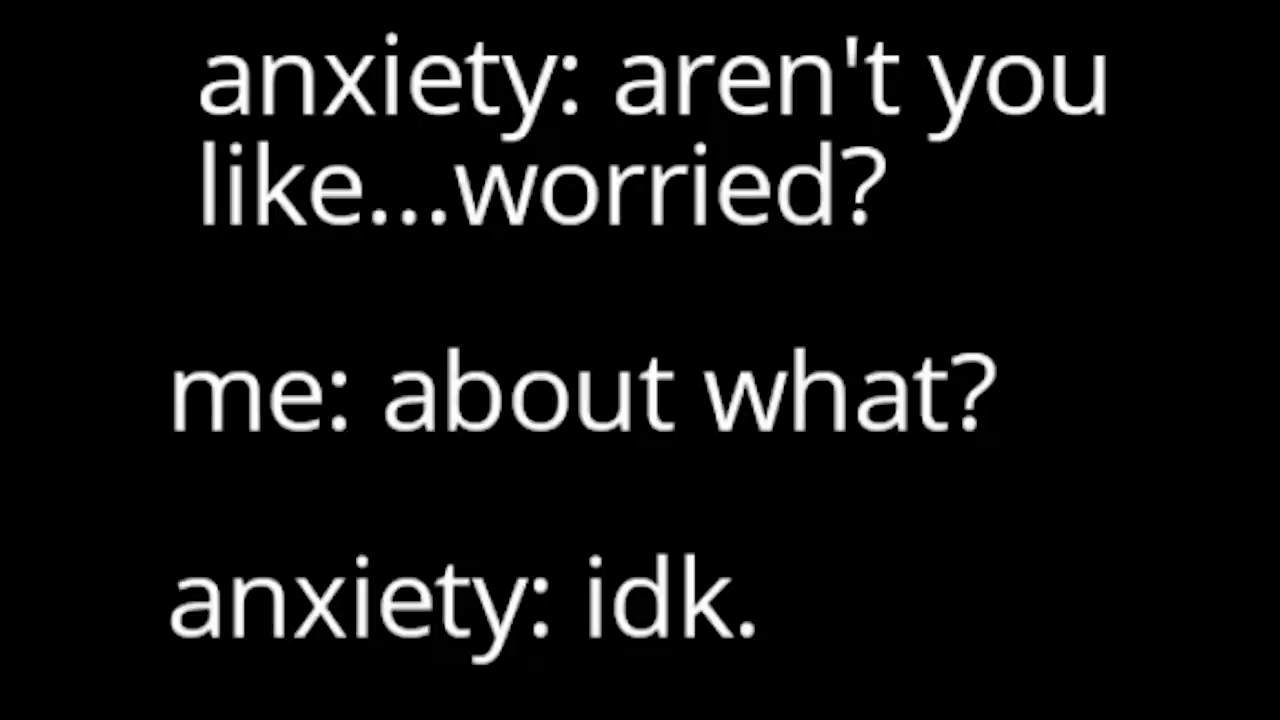 anxiety: aren't you
like...worried?
me: about what?
anxiety: idk.